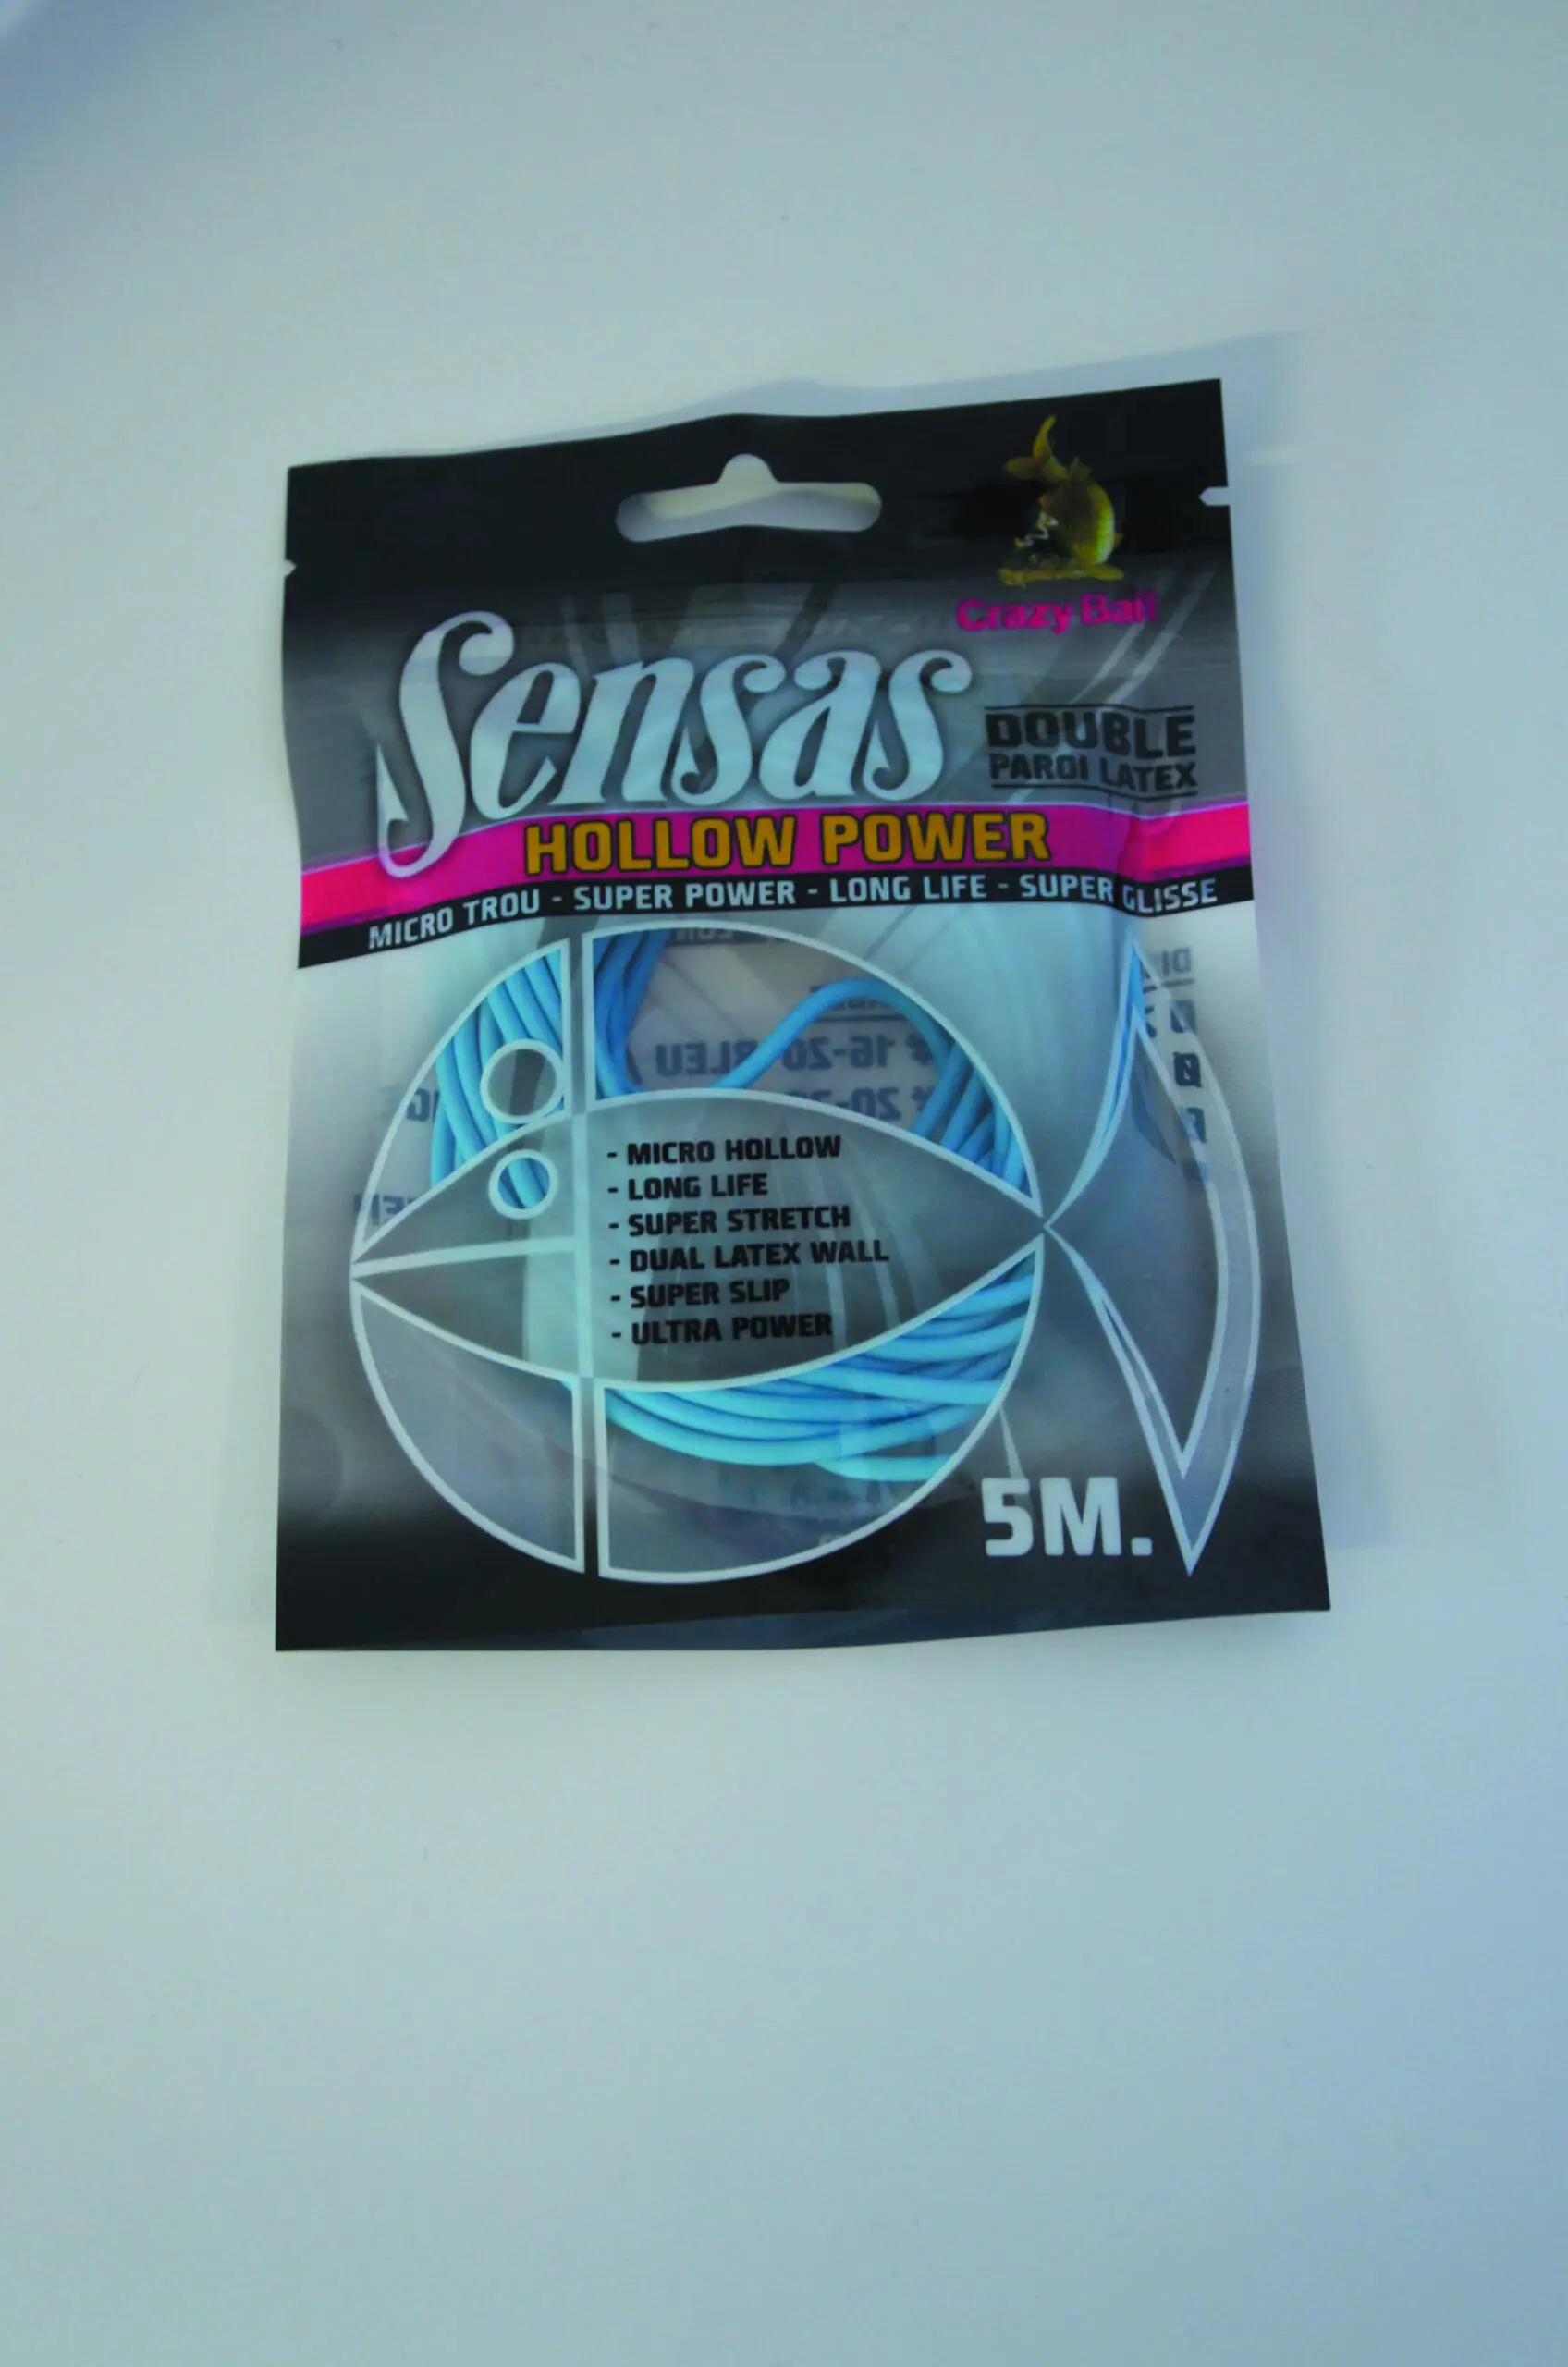 Crazy Bait
Sensas
DOUBLE
PAROI LATEX
HOLLOW POWER
MICRO TROU - SUPER POWER - LONG LIFE - SUPER GLISSE
- MICRO HOLLOW
- LONG LIFE
- SUPER STRETCH
- DUAL LATEX WALL
- SUPER SLIP
- ULTRA POWER
5M.